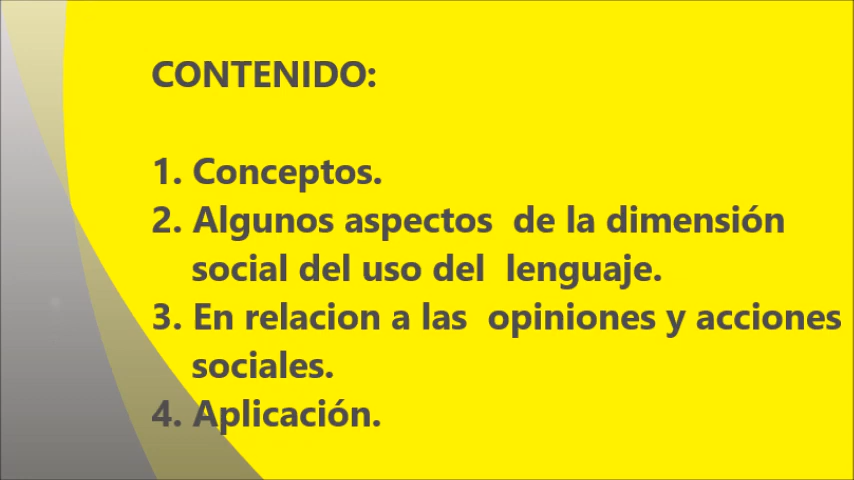 CONTENIDO:
1. Conceptos.
2. Algunos aspectos de la dimensión
social del uso del lenguaje.
3. En relacion a las opiniones y acciones
sociales.
4. Aplicación.